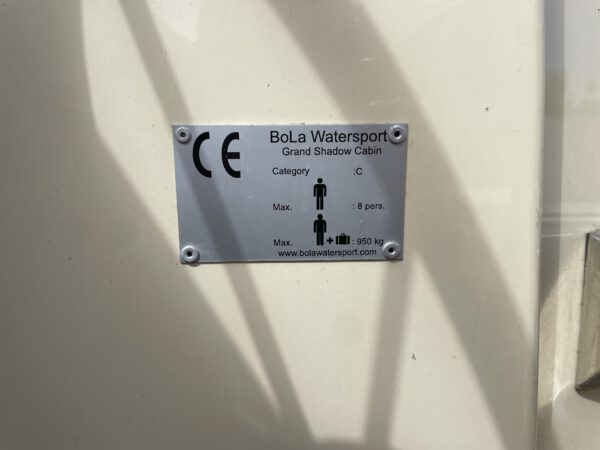 CE
BoLa Watersport
Grand Shadow Cabin
Category :C
Max. : 8 pers.
Max. + : 950 kg
www.bolawatersport.com